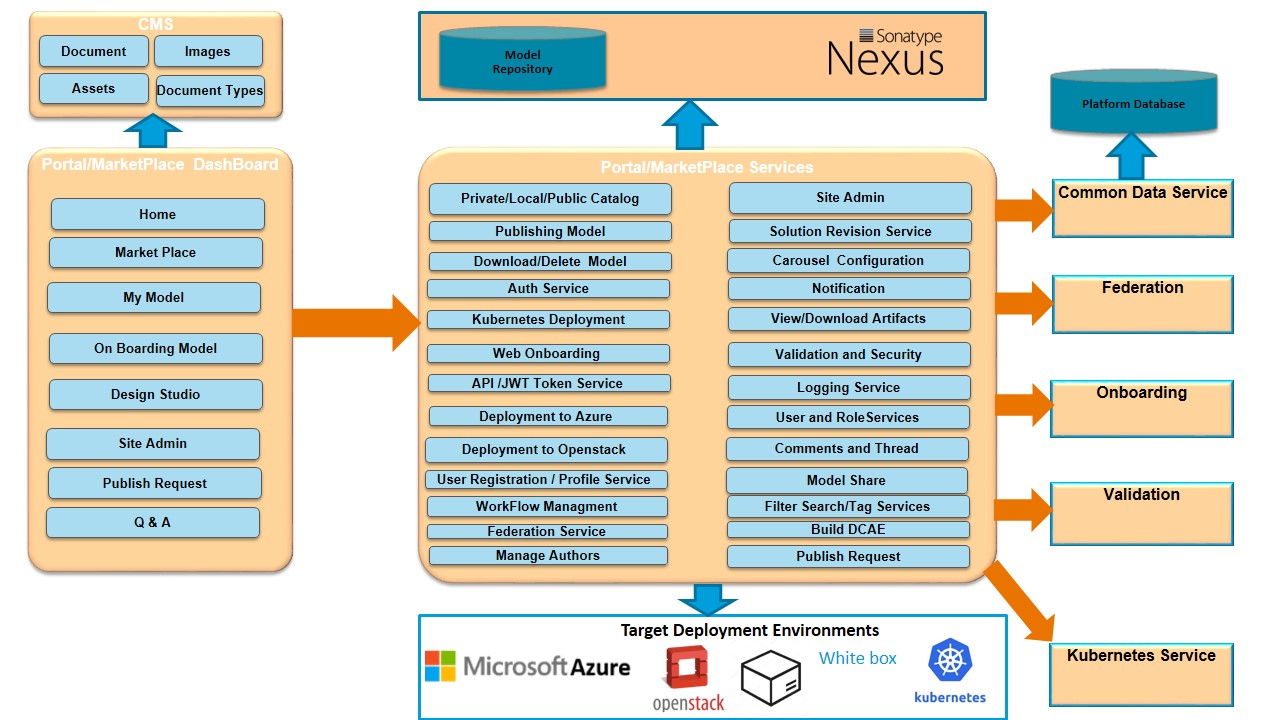 CMS
Document
Images
Assets
Document Types
Portal/MarketPlace DashBoard
Home
Market Place
My Model
On Boarding Model
Design Studio
Site Admin
Publish Request
Q & A
Model
Repository
Sonatype
Nexus
Portal/MarketPlace Services
Private/Local/Public Catalog
Publishing Model
Download/Delete Model
Auth Service
Kubernetes Deployment
Web Onboarding
API /JWT Token Service
Deployment to Azure
Deployment to Openstack
User Registration / Profile Service
WorkFlow Managment
Federation Service
Manage Authors
Site Admin
Solution Revision Service
Carousel Configuration
Notification
View/Download Artifacts
Validation and Security
Logging Service
User and RoleServices
Comments and Thread
Model Share
Filter Search/Tag Services
Build DCAE
Publish Request
Platform Database
Common Data Service
Federation
Onboarding
Validation
Kubernetes Service
Target Deployment Environments
Microsoft Azure
openstack
White box
kubernetes